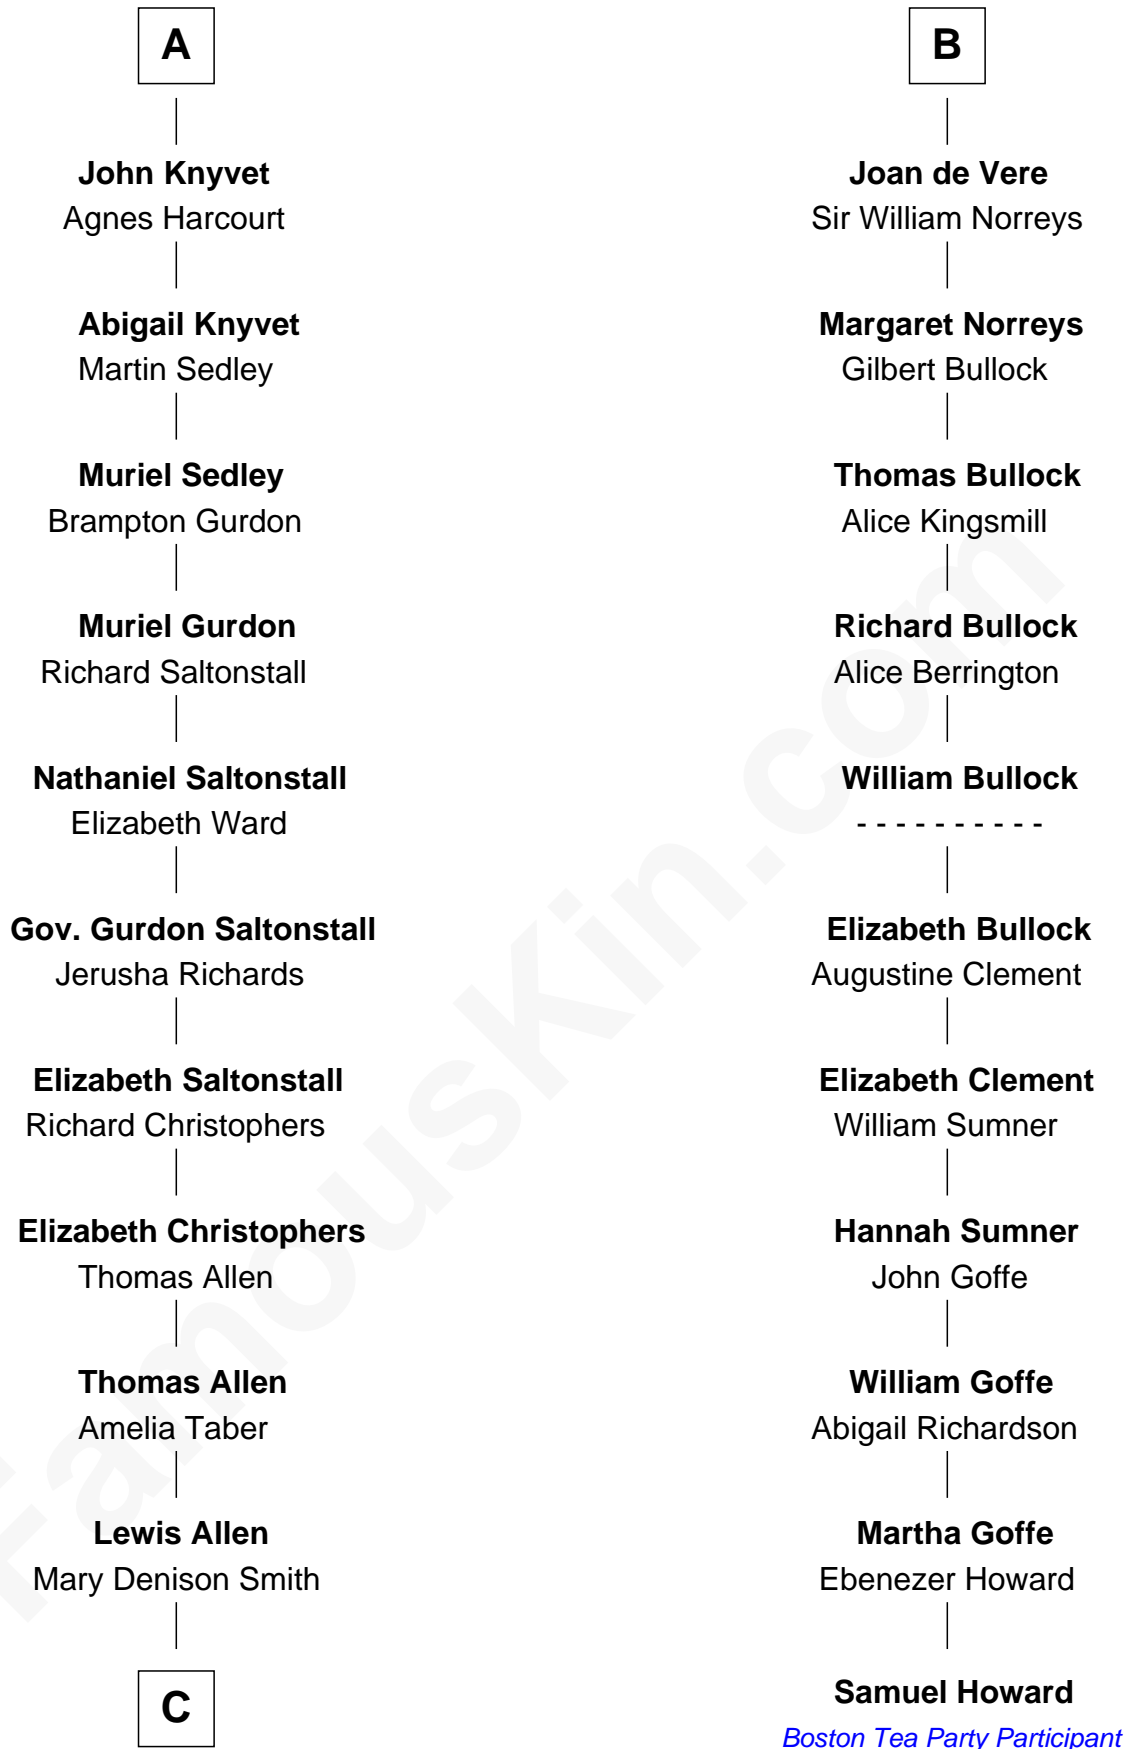 A
John Knyvet
Agnes Harcourt
Abigail Knyvet
Martin Sedley
Muriel Sedley
Brampton Gurdon
Muriel Gurdon
Richard Saltonstall
Nathaniel Saltonstall
Elizabeth Ward
Gov. Gurdon Saltonstall
Jerusha Richards
Elizabeth Saltonstall
Richard Christophers
Elizabeth Christophers
Thomas Allen
Thomas Allen
Amelia Taber
Lewis Allen
Mary Denison Smith
C
B
Joan de Vere
Sir William Norreys
Margaret Norreys
Gilbert Bullock
Thomas Bullock
Alice Kingsmill
Richard Bullock
Alice Berrington
William Bullock
- - - - - - - - - -
Elizabeth Bullock
Augustine Clement
Elizabeth Clement
William Sumner
Hannah Sumner
John Goffe
William Goffe
Abigail Richardson
Martha Goffe
Ebenezer Howard
Samuel Howard
Boston Tea Party Participant
FamousKin.com